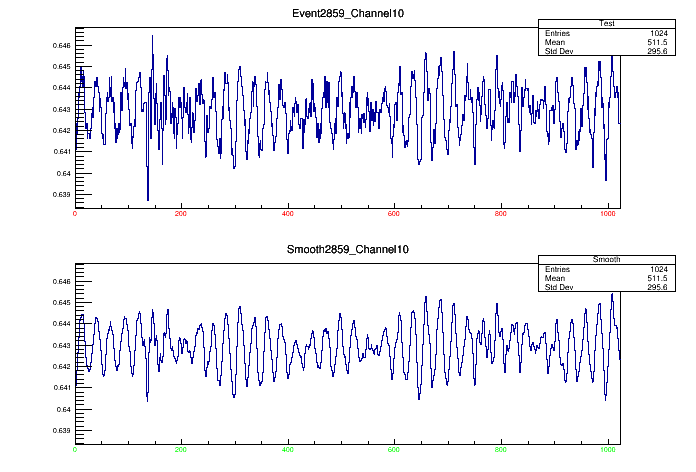 Event2859_Channel10
Test
Entries 1024
Mean 511.5
Std Dev 295.6
0.646
0.645
0.644
0.643
0.642
0.641
0.64
0.639
0 200 400 600 800 1000
Smooth2859_Channel10
Smooth
Entries 1024
Mean 511.5
Std Dev 295.6
0.646
0.645
0.644
0.643
0.642
0.641
0.64
0.639
0 200 400 600 800 1000